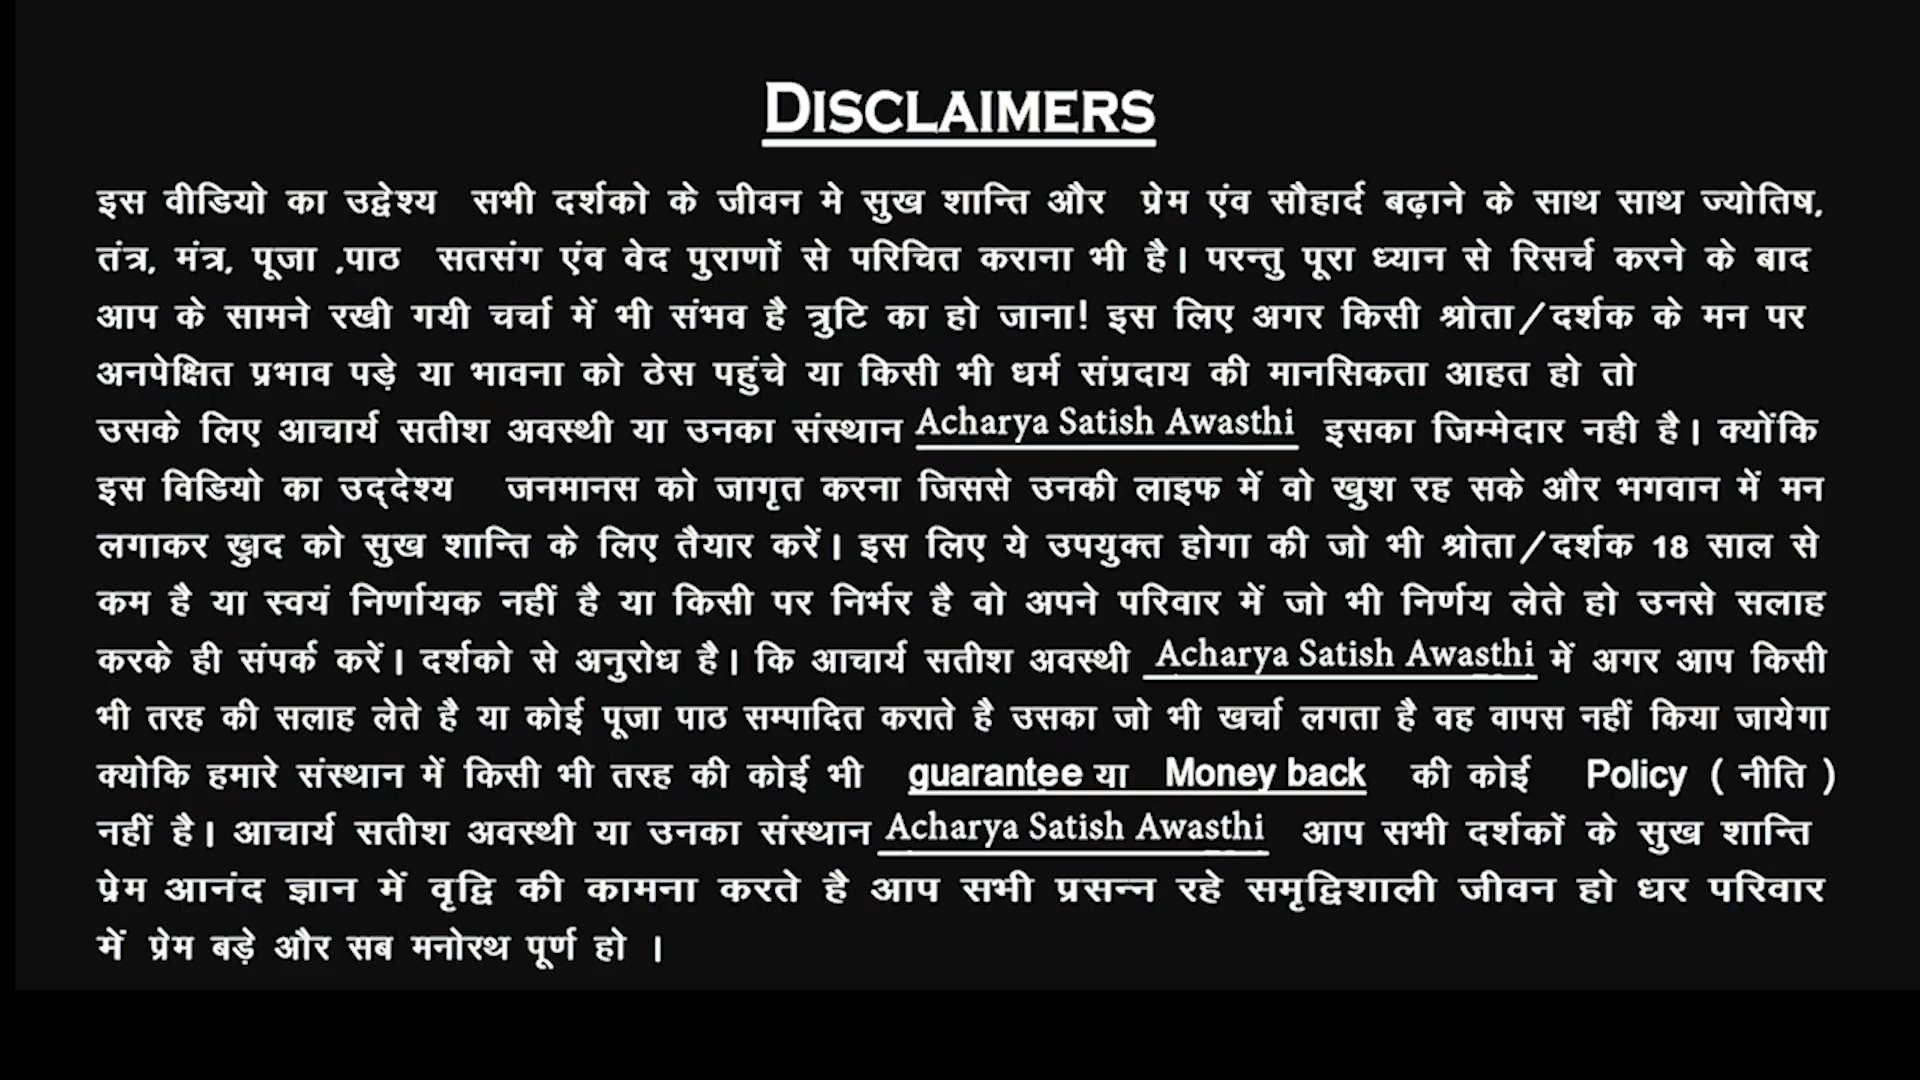 DISCLAIMERS
इस वीडियो का उद्वेश्य सभी दर्शको के जीवन मे सुख शान्ति और प्रेम एंव सौहार्द बढ़ाने के साथ साथ ज्योतिष,
तंत्र, मंत्र, पूजा ,पाठ सतसंग एंव वेद पुराणों से परिचित कराना भी है। परन्तु पूरा ध्यान से रिसर्च करने के बाद
आप के सामने रखी गयी चर्चा में भी संभव है त्रुटि का हो जाना! इस लिए अगर किसी श्रोता/दर्शक के मन पर
अनपेक्षित प्रभाव पड़े या भावना को ठेस पहुंचे या किसी भी धर्म संप्रदाय की मानसिकता आहत हो तो
उसके लिए आचार्य सतीश अवस्थी या उनका संस्थान Acharya Satish Awasthi इसका जिम्मेदार नही है। क्योंकि
इस विडियो का उद्देश्य जनमानस को जागृत करना जिससे उनकी लाइफ में वो खुश रह सके और भगवान में मन
लगाकर खुद को सुख शान्ति के लिए तैयार करें। इस लिए ये उपयुक्त होगा की जो भी श्रोता/दर्शक 18 साल से
कम है या स्वयं निर्णायक नहीं है या किसी पर निर्भर है वो अपने परिवार में जो भी निर्णय लेते हो उनसे सलाह
करके ही संपर्क करें। दर्शको से अनुरोध है। कि आचार्य सतीश अवस्थी Acharya Satish Awasthi में अगर आप किसी
भी तरह की सलाह लेते है या कोई पूजा पाठ सम्पादित कराते है उसका जो भी खर्चा लगता है वह वापस नहीं किया जायेगा
क्योकि हमारे संस्थान में किसी भी तरह की कोई भी guarantee या Money back की कोई Policy ( नीति )
नहीं है। आचार्य सतीश अवस्थी या उनका संस्थान Acharya Satish Awasthi आप सभी दर्शकों के सुख शान्ति
प्रेम आनंद ज्ञान में वृद्वि की कामना करते है आप सभी प्रसन्न रहे समृद्विशाली जीवन हो धर परिवार
में प्रेम बड़े और सब मनोरथ पूर्ण हो ।